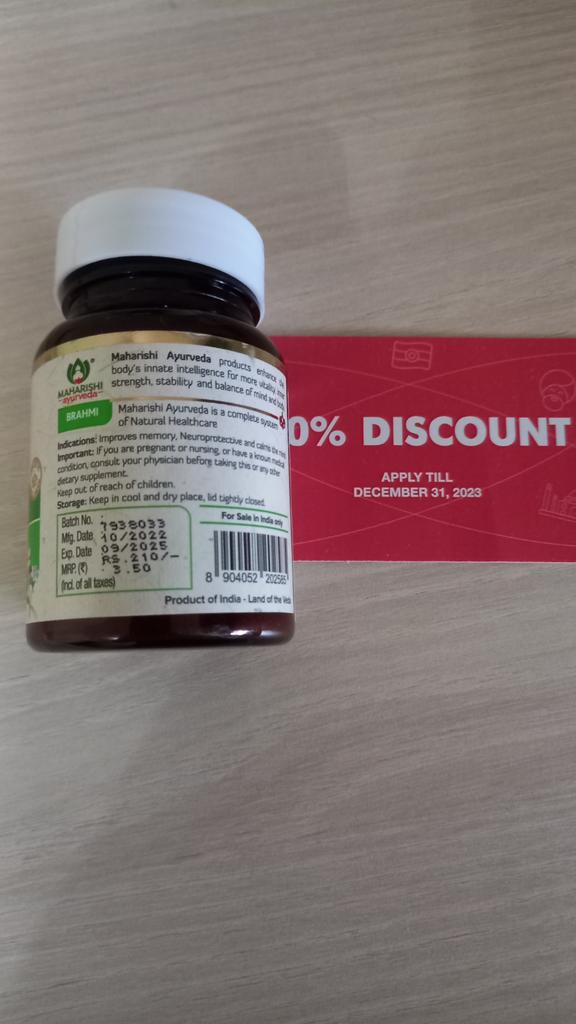 MAHARISHI
ayurveda
BRAHMI
Maharishi Ayurveda products enhance
body's innate intelligence for more vitality, inner
strength, stability and balance of mind and body.
Maharishi Ayurveda is a complete system
of Natural Healthcare
Indications: Improves memory, Neuroprotective and calms the mind
Important: If you are pregnant or nursing, or have a known medical
condition, consult your physician before taking this or any other
dietary supplement.
Keep out of reach of children.
Storage: Keep in cool and dry place, lid tightly closed.
Batch No. 7938033
Mfg. Date 10/2022
Exp. Date 09/2025
MRP. (₹) RS.210/-
3.50
(Incl. of all taxes)
For Sale in India only
8 904052 202585
Product of India - Land of the Veda
0% DISCOUNT
APPLY TILL
DECEMBER 31, 2023